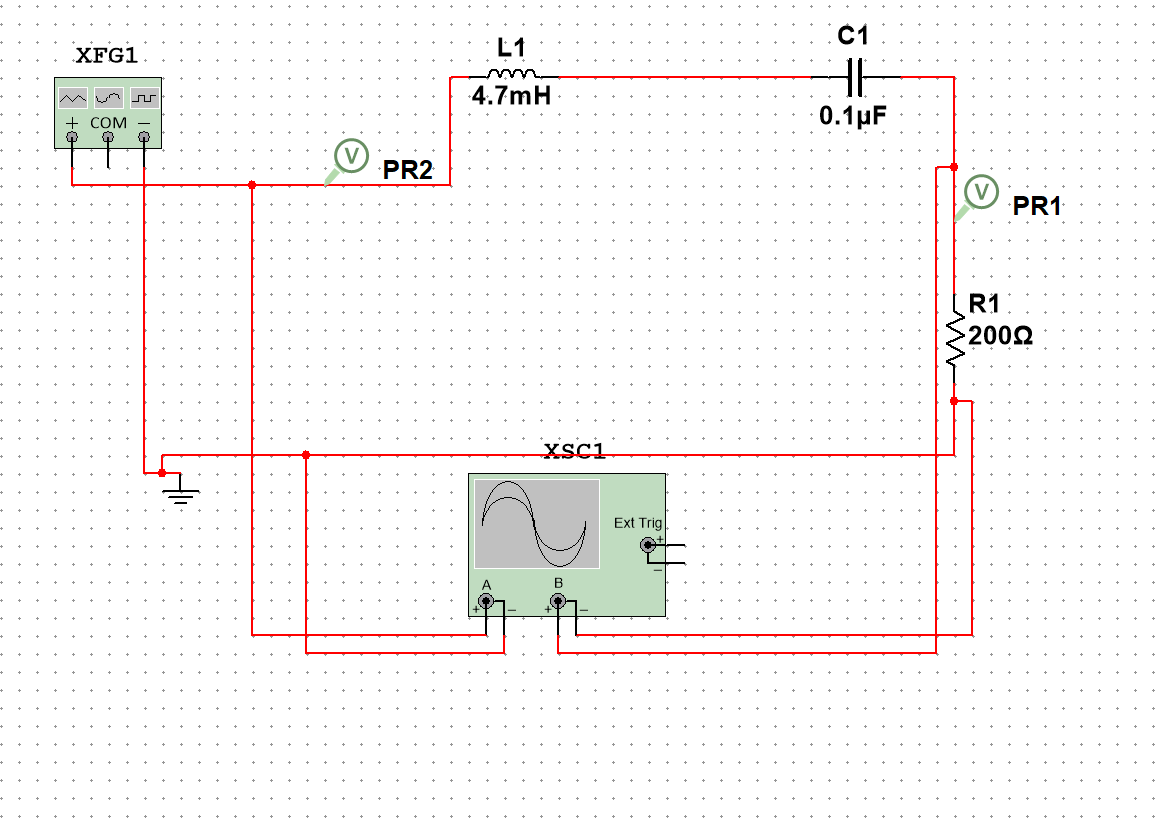 XFG1
+ COM −
L1
4.7mH
C1
0.1µF
V PR2
V PR1
R1
200Ω
XSC1
Ext Trig
+
−
A B
+ − + −